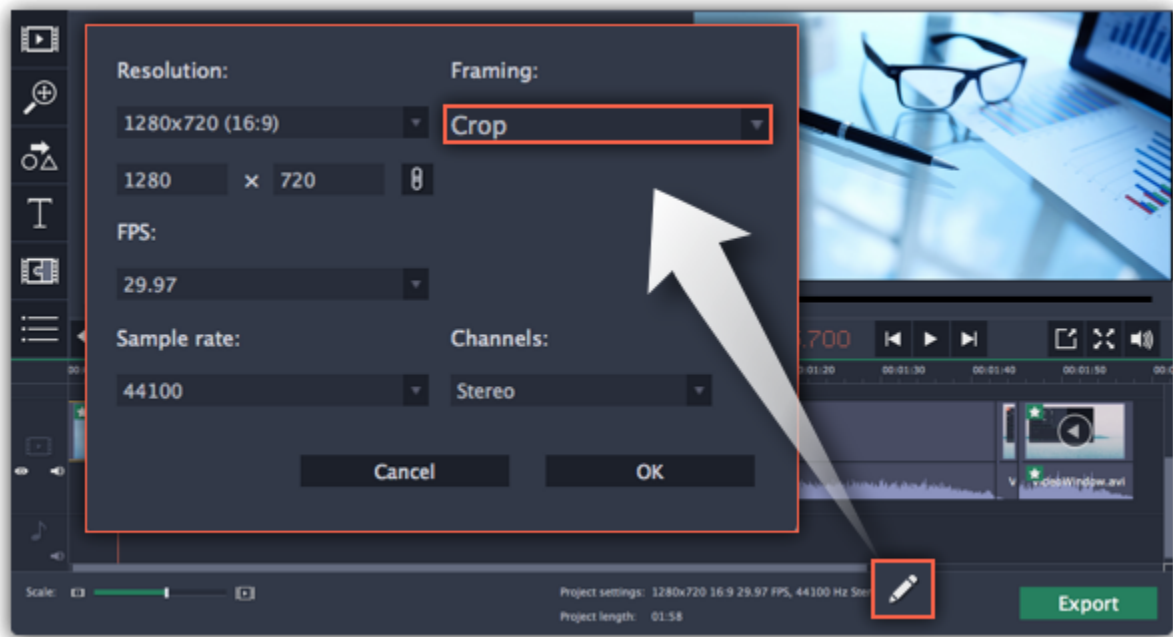 Resolution:
Framing:
1280x720 (16:9)
Crop
1280
×
720
FPS:
29.97
Sample rate:
Channels:
44100
Stereo
Cancel
OK
.700
00:01:20
00:01:30
00:01:40
00:01:50
VideoWindow.avi
Scale:
Project settings: 1280x720 16:9 29.97 FPS, 44100 Hz
Project length: 01:58
Export